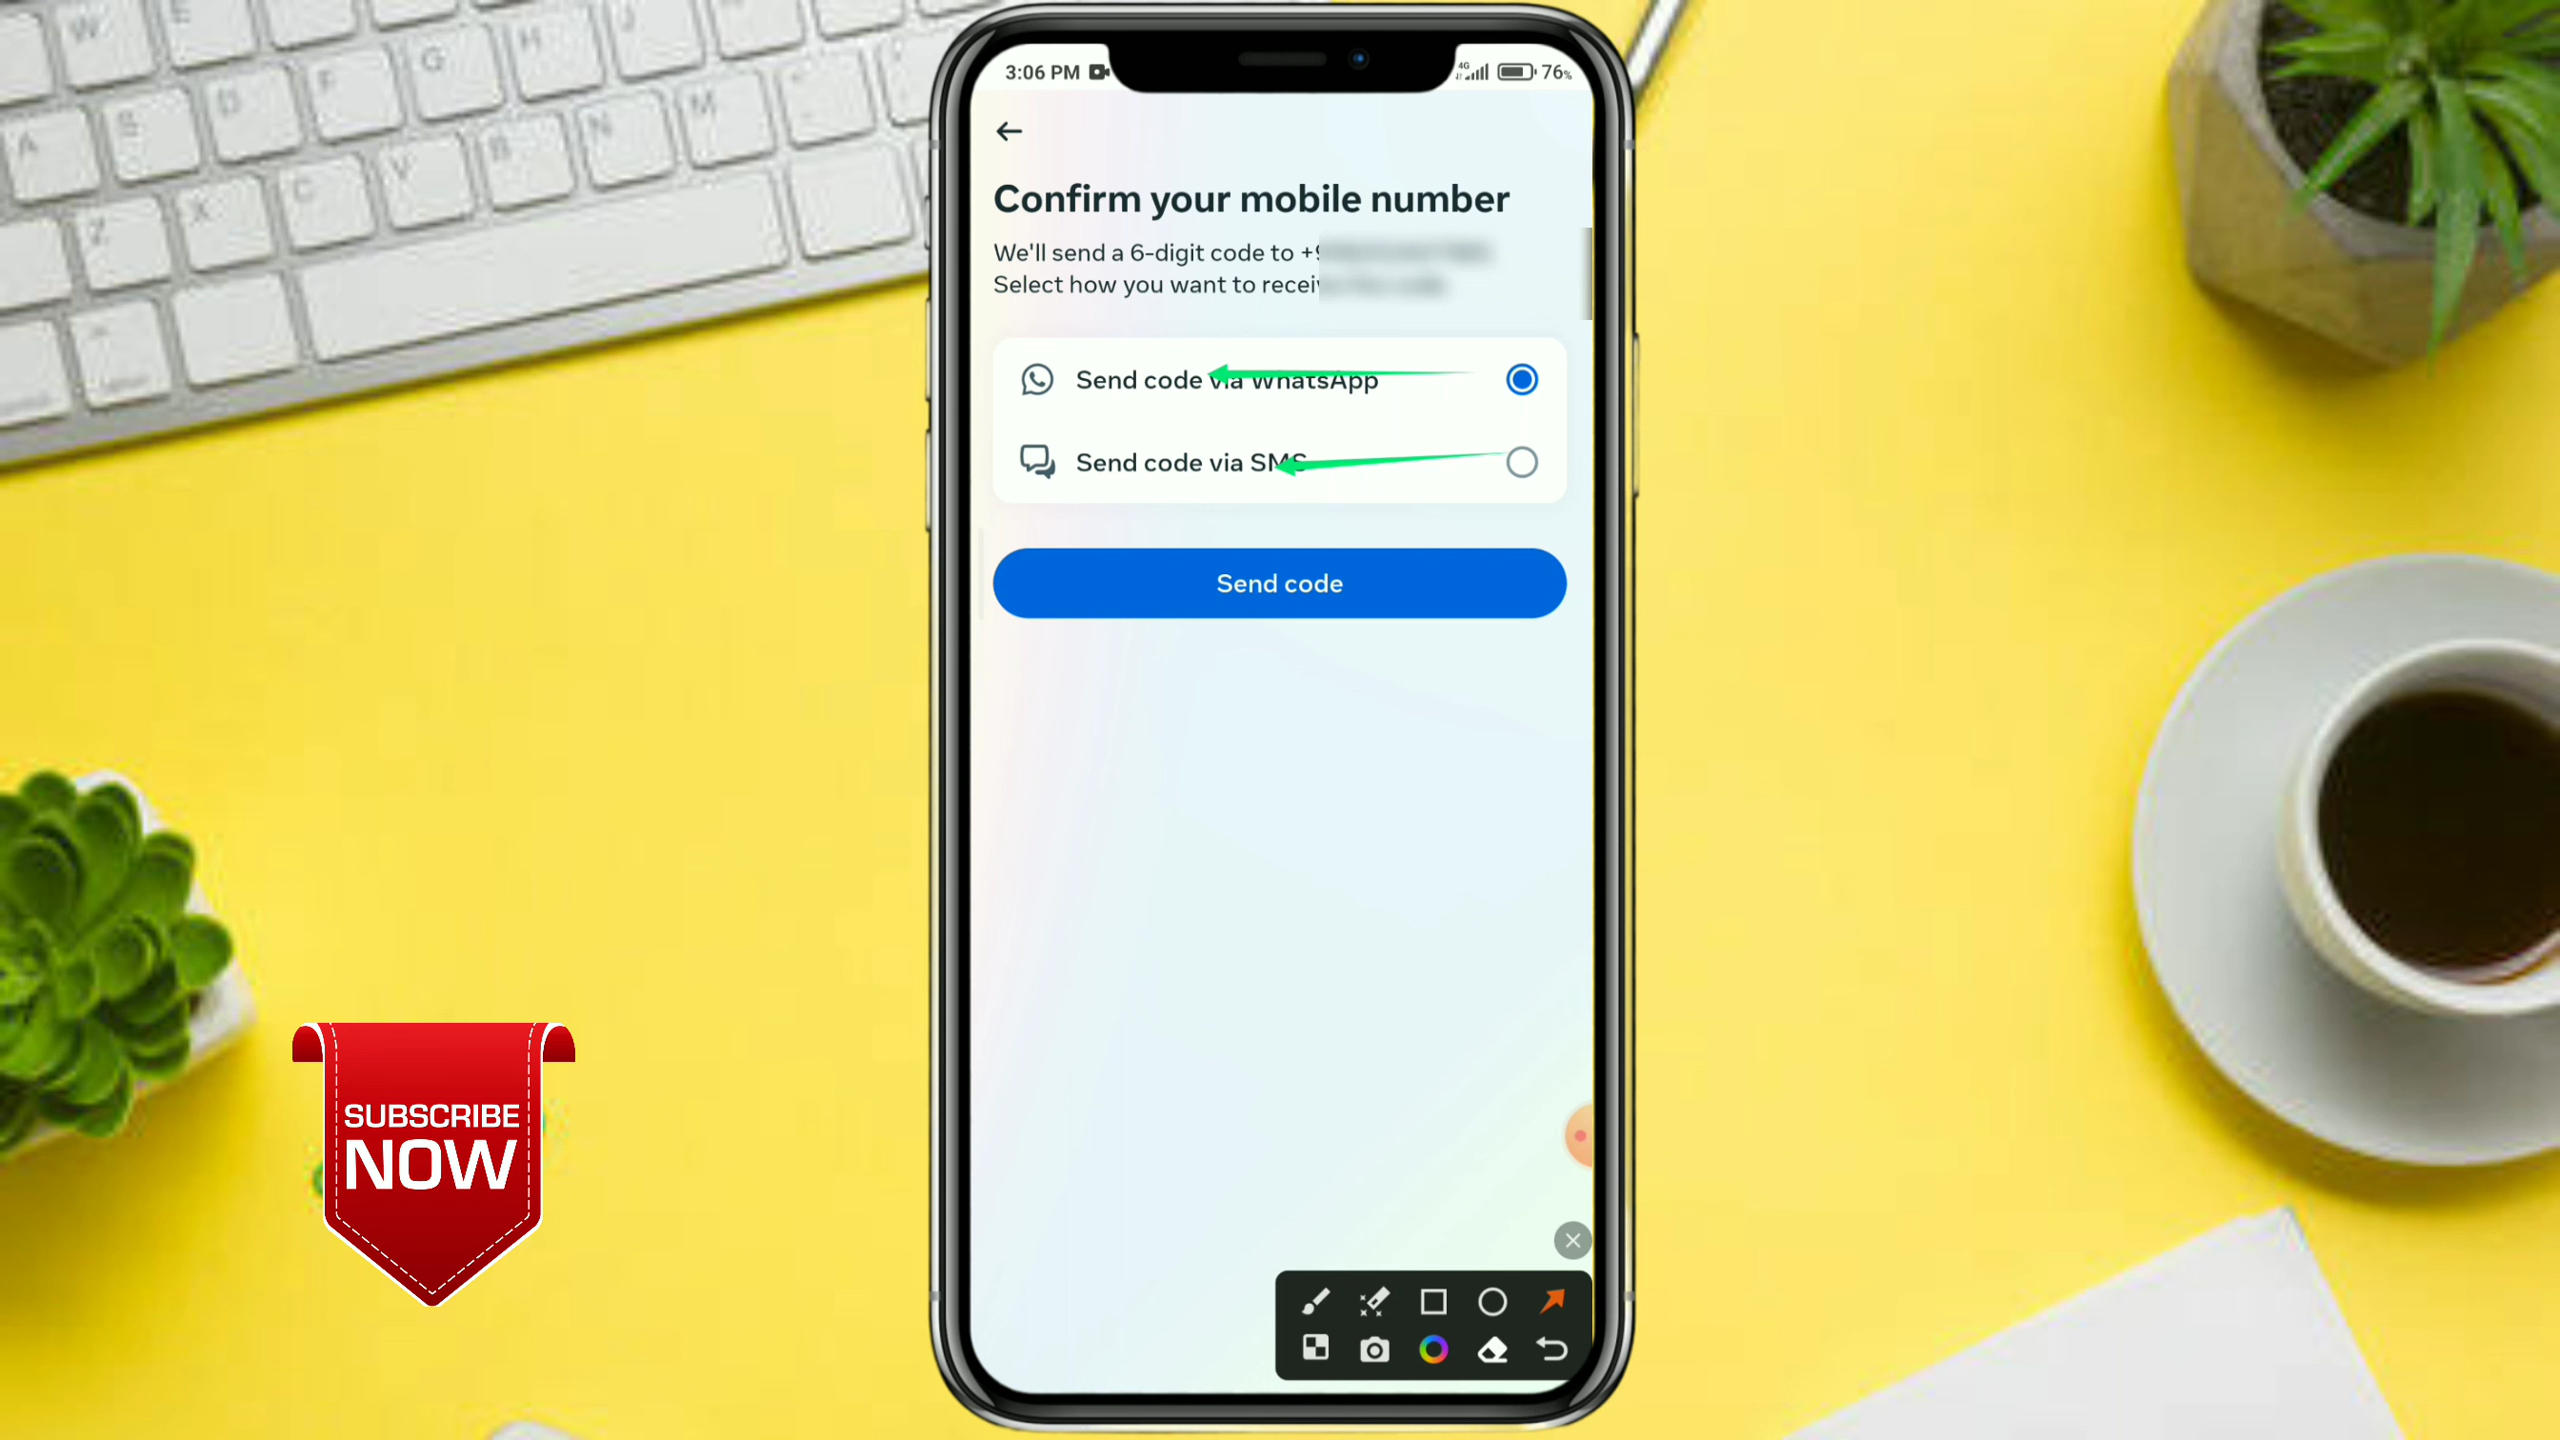 3:06 PM
4G
76%
Confirm your mobile number
We'll send a 6-digit code to +9
Select how you want to recei
Send code via WhatsApp
Send code via SMS
Send code
SUBSCRIBE
NOW
W
E
J
H
G
F
D
S
A
M
N
B
V
C
X
Z